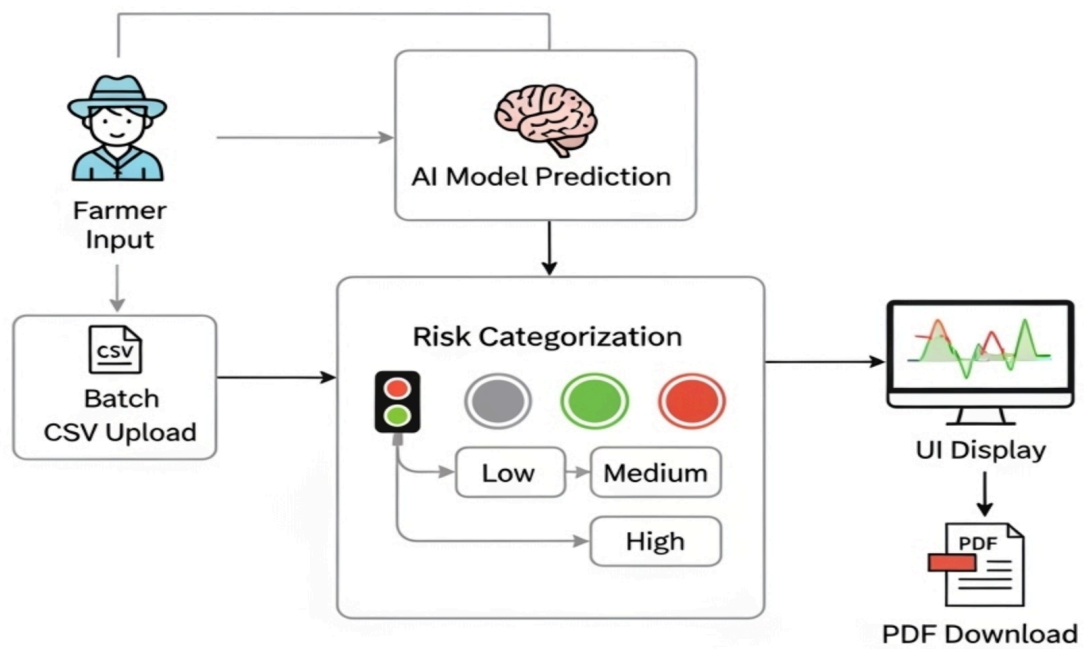 AI Model Prediction
Farmer
Input
CSV
Batch
CSV Upload
Risk Categorization
Low
Medium
High
UI Display
PDF
PDF Download